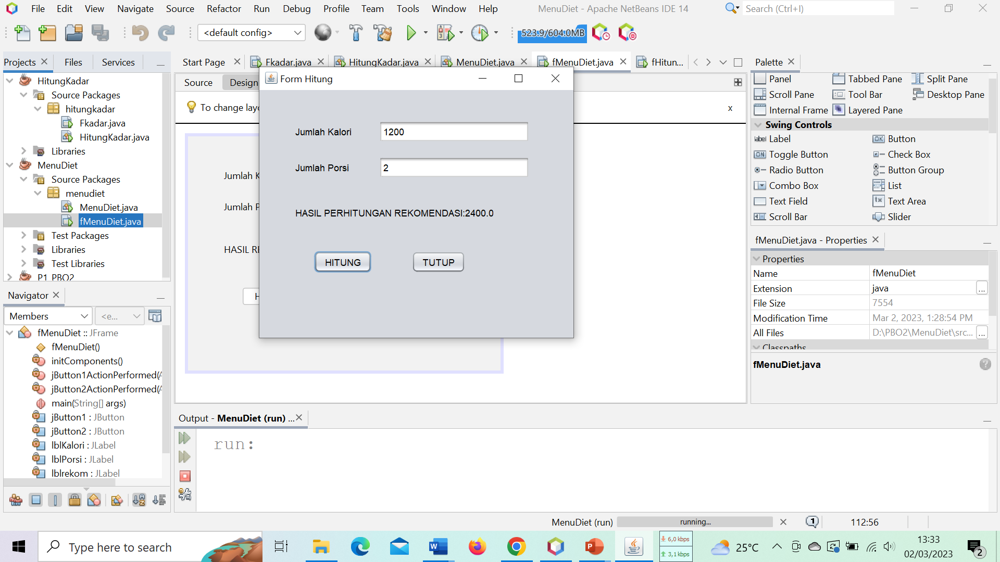 File Edit View Navigate Source Refactor Run Debug Profile Team Tools Window Help
MenuDiet - Apache NetBeans IDE 14
Search (Ctrl+I)
<default config>
523.9/604.0MB
Projects Files Services
HitungKadar
Source Packages
hitungkadar
Fkadar.java
HitungKadar.java
Libraries
MenuDiet
Source Packages
menudiet
MenuDiet.java
fMenuDiet.java
Test Packages
Libraries
Test Libraries
P1_PBO2
Navigator
Members
<e...
fMenuDiet :: JFrame
fMenuDiet()
initComponents()
jButton1ActionPerformed(A
jButton2ActionPerformed(A
main(String[] args)
jButton1 : JButton
jButton2 : JButton
lblKalori : JLabel
lblPorsi : JLabel
lblrekom : JLabel
Start Page Fkadar.java HitungKadar.java MenuDiet.java fMenuDiet.java fHitun...
Source Design
To change layo
x
Jumlah K
Jumlah P
HASIL RE
H
Form Hitung
Jumlah Kalori 1200
Jumlah Porsi 2
HASIL PERHITUNGAN REKOMENDASI:2400.0
HITUNG TUTUP
Palette
Panel Tabbed Pane Split Pane
Scroll Pane Tool Bar Desktop Pane
Internal Frame Layered Pane
Swing Controls
Label Button
Toggle Button Check Box
Radio Button Button Group
Combo Box List
Text Field Text Area
Scroll Bar Slider
fMenuDiet.java - Properties
Properties
Name fMenuDiet
Extension java ...
File Size 7554
Modification Time Mar 2, 2023, 1:28:54 PM
All Files D:\PBO2\MenuDiet\src... ...
Classpaths
fMenuDiet.java
Output - MenuDiet (run) ...
run:
MenuDiet (run) running... 1 112:56
Type here to search
6,0 kbps
3,1 kbps
25°C
13:33
02/03/2023
2